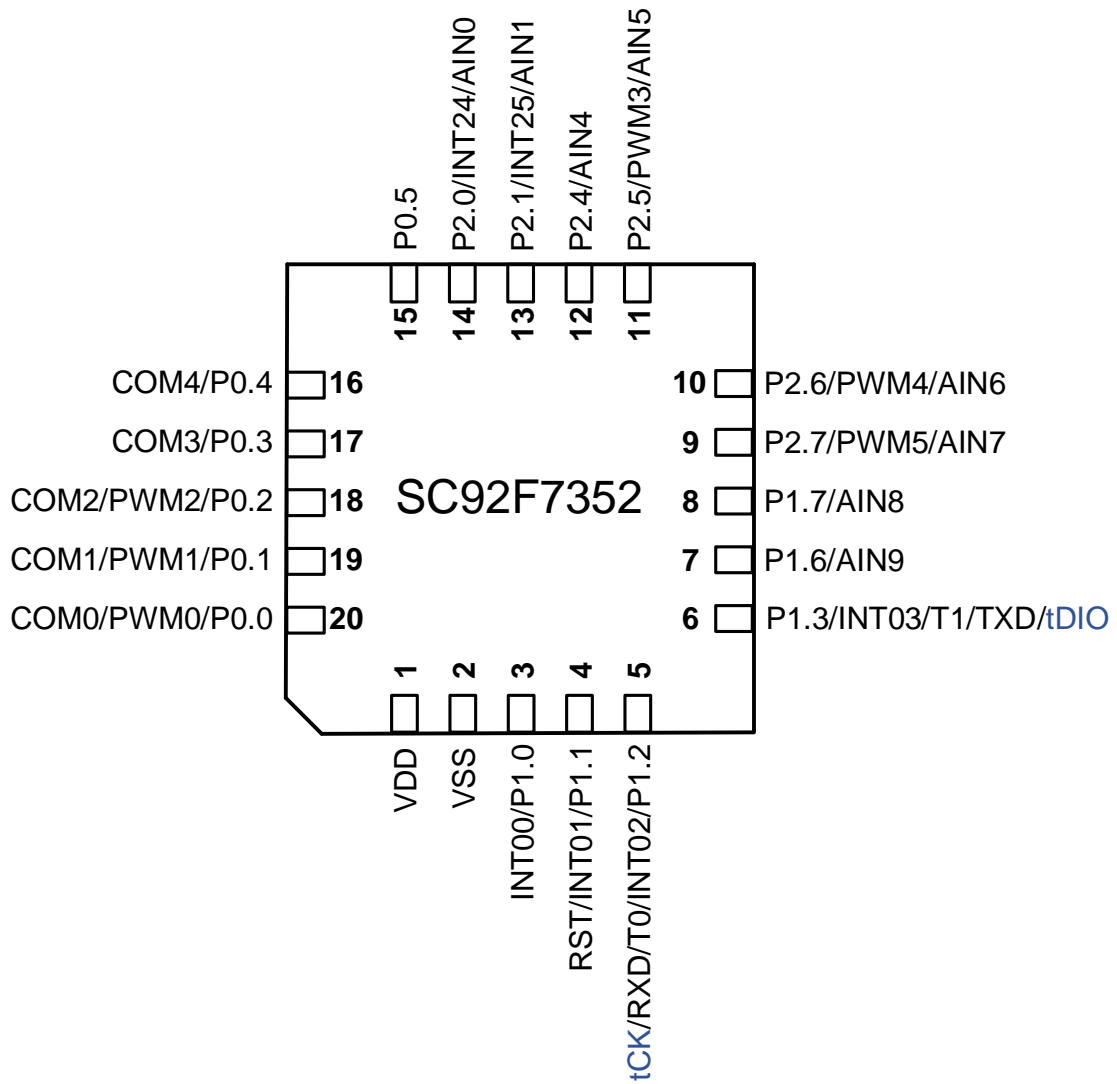 P0.5
P2.0/INT24/AIN0
P2.1/INT25/AIN1
P2.4/AIN4
P2.5/PWM3/AIN5
15
14
13
12
11
COM4/P0.4
16
10
P2.6/PWM4/AIN6
COM3/P0.3
17
9
P2.7/PWM5/AIN7
COM2/PWM2/P0.2
18
SC92F7352
8
P1.7/AIN8
COM1/PWM1/P0.1
19
7
P1.6/AIN9
COM0/PWM0/P0.0
20
6
P1.3/INT03/T1/TXD/tDIO
1
2
3
4
5
VDD
VSS
INT00/P1.0
RST/INT01/P1.1
tCK/RXD/T0/INT02/P1.2